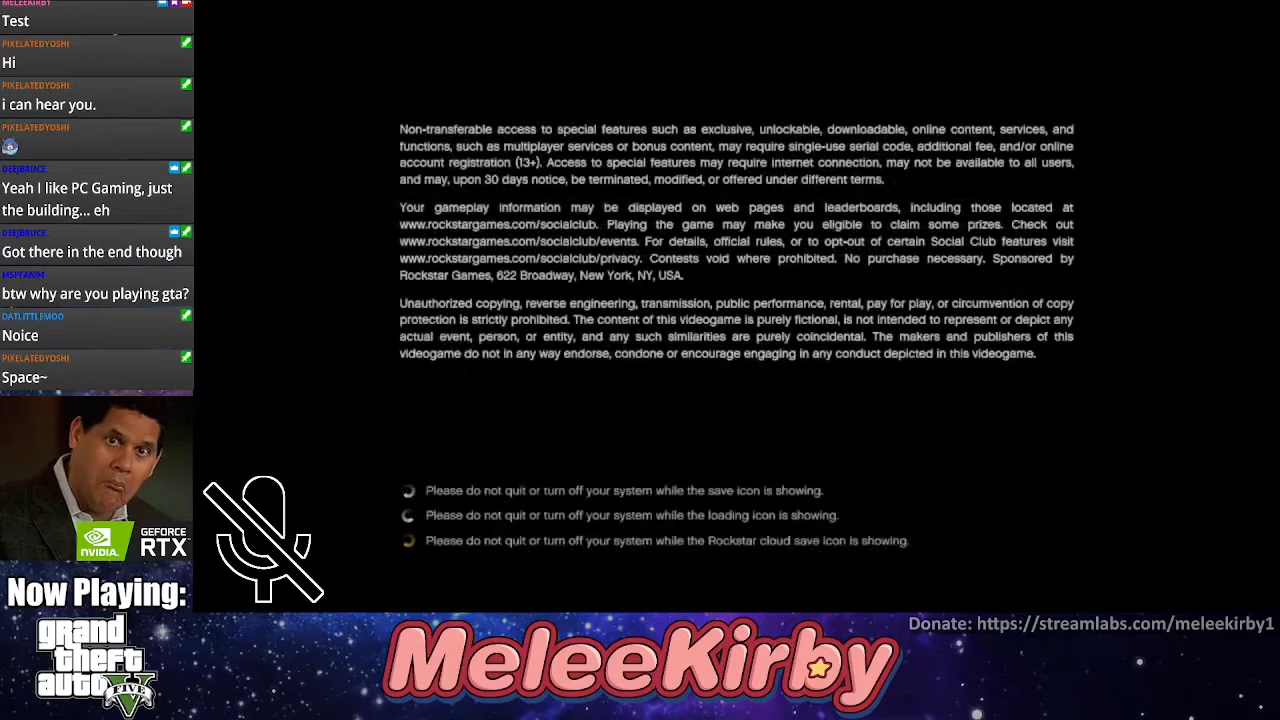 MELEEKIRBY
Test
PIXELATEDYOSHI
Hi
PIXELATEDYOSHI
i can hear you.
PIXELATEDYOSHI
DEEJBRUCE
Yeah I like PC Gaming, just
the building... eh
DEEJBRUCE
Got there in the end though
MSPFAN94
btw why are you playing gta?
DATLITTLEMOO
Noice
PIXELATEDYOSHI
Space~
NVIDIA.
GEFORCE
RTX
Now Playing:
grand
theft
auto
FIVE
Non-transferable access to special features such as exclusive, unlockable, downloadable, online content, services, and
functions, such as multiplayer services or bonus content, may require single-use serial code, additional fee, and/or online
account registration (13+). Access to special features may require internet connection, may not be available to all users,
and may, upon 30 days notice, be terminated, modified, or offered under different terms.
Your gameplay information may be displayed on web pages and leaderboards, including those located at
www.rockstargames.com/socialclub. Playing the game may make you eligible to claim some prizes. Check out
www.rockstargames.com/socialclub/events. For details, official rules, or to opt-out of certain Social Club features visit
www.rockstargames.com/socialclub/privacy. Contests void where prohibited. No purchase necessary. Sponsored by
Rockstar Games, 622 Broadway, New York, NY, USA.
Unauthorized copying, reverse engineering, transmission, public performance, rental, pay for play, or circumvention of copy
protection is strictly prohibited. The content of this videogame is purely fictional, is not intended to represent or depict any
actual event, person, or entity, and any such similarities are purely coincidental. The makers and publishers of this
videogame do not in any way endorse, condone or encourage engaging in any conduct depicted in this videogame.
Please do not quit or turn off your system while the save icon is showing.
Please do not quit or turn off your system while the loading icon is showing.
Please do not quit or turn off your system while the Rockstar cloud save icon is showing.
Donate: https://streamlabs.com/meleekirby1
MeleeKirby